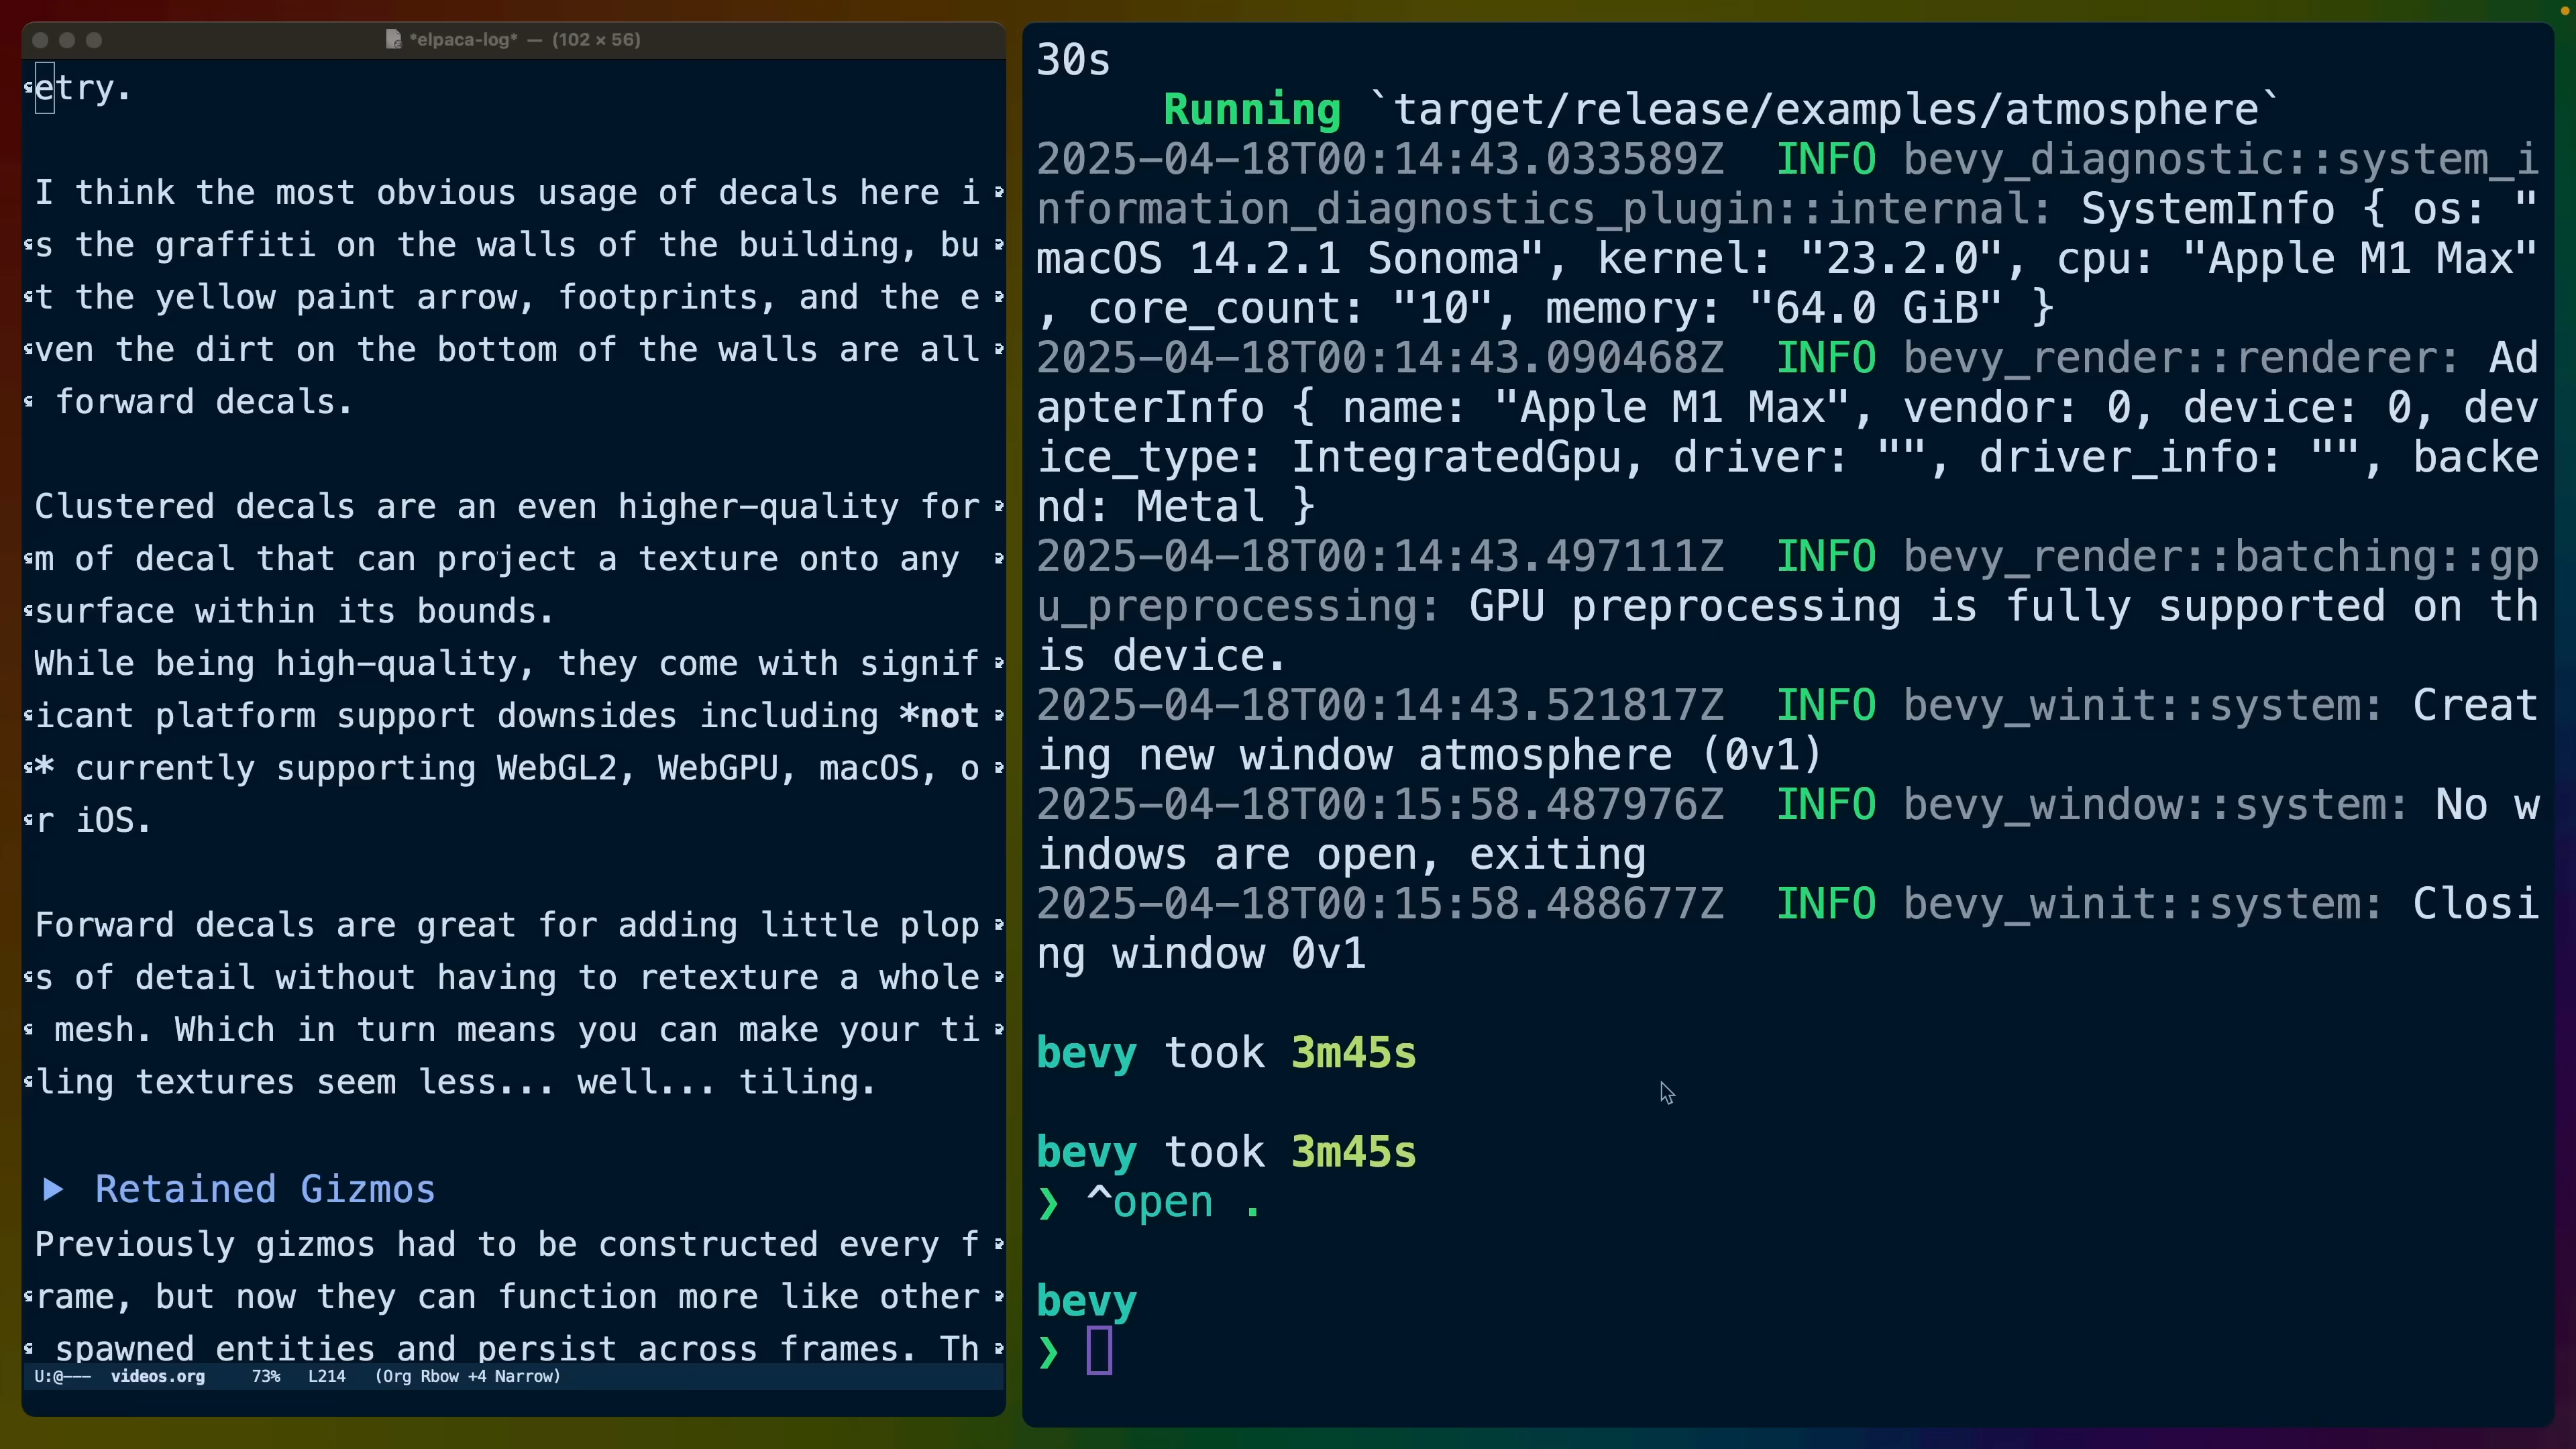 *elpaca-log* — (102 × 56)
etry.
I think the most obvious usage of decals here i
s the graffiti on the walls of the building, bu
t the yellow paint arrow, footprints, and the e
ven the dirt on the bottom of the walls are all
forward decals.
Clustered decals are an even higher-quality for
m of decal that can project a texture onto any
surface within its bounds.
While being high-quality, they come with signif
icant platform support downsides including *not
* currently supporting WebGL2, WebGPU, macOS, o
r iOS.
Forward decals are great for adding little plop
s of detail without having to retexture a whole
mesh. Which in turn means you can make your ti
ling textures seem less... well... tiling.
▶ Retained Gizmos
Previously gizmos had to be constructed every f
rame, but now they can function more like other
spawned entities and persist across frames. Th
U:@--- videos.org 73% L214 (Org Rbow +4 Narrow)
30s
Running `target/release/examples/atmosphere`
2025-04-18T00:14:43.033589Z INFO bevy_diagnostic::system_i
nformation_diagnostics_plugin::internal: SystemInfo { os: "
macOS 14.2.1 Sonoma", kernel: "23.2.0", cpu: "Apple M1 Max"
, core_count: "10", memory: "64.0 GiB" }
2025-04-18T00:14:43.090468Z INFO bevy_render::renderer: Ad
apterInfo { name: "Apple M1 Max", vendor: 0, device: 0, dev
ice_type: IntegratedGpu, driver: "", driver_info: "", backe
nd: Metal }
2025-04-18T00:14:43.497111Z INFO bevy_render::batching::gp
u_preprocessing: GPU preprocessing is fully supported on th
is device.
2025-04-18T00:14:43.521817Z INFO bevy_winit::system: Creat
ing new window atmosphere (0v1)
2025-04-18T00:15:58.487976Z INFO bevy_window::system: No w
indows are open, exiting
2025-04-18T00:15:58.488677Z INFO bevy_winit::system: Closi
ng window 0v1
bevy took 3m45s
bevy took 3m45s
❯ ^open .
bevy
❯